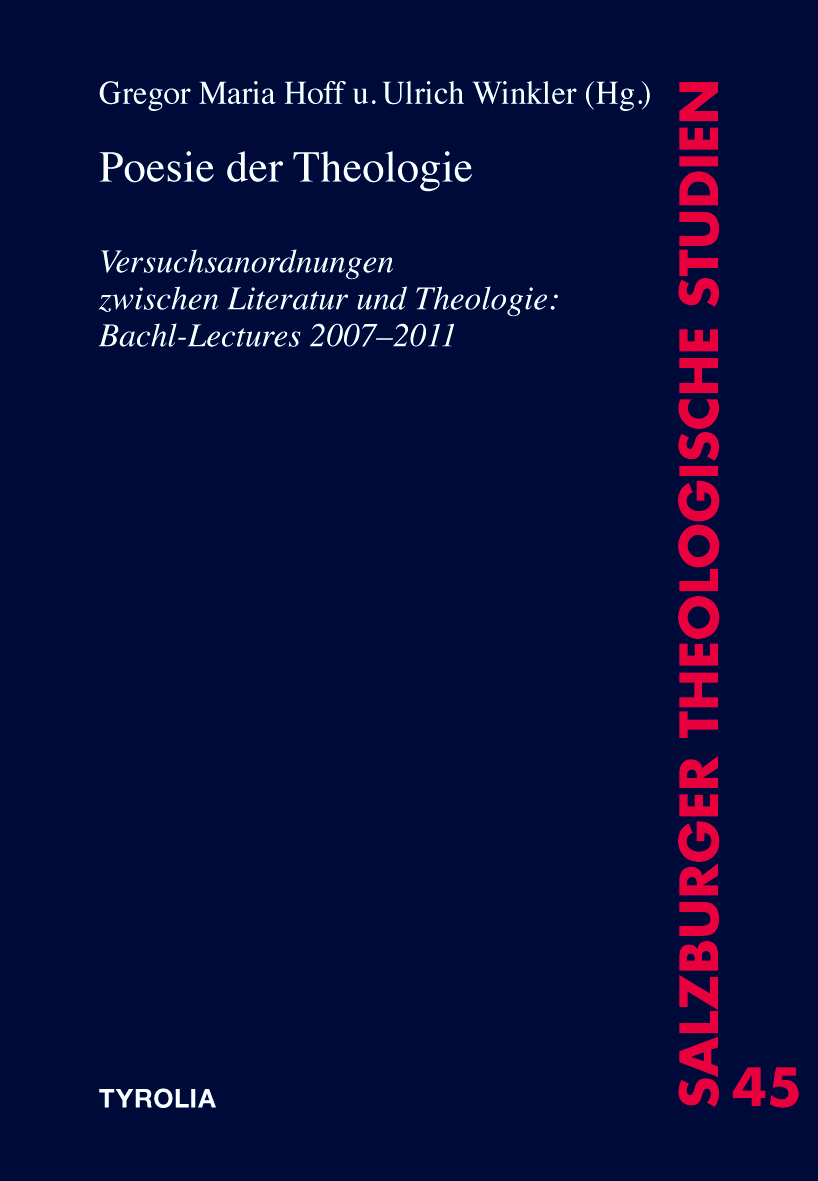 Gregor Maria Hoff u. Ulrich Winkler (Hg.)
Poesie der Theologie
Versuchsanordnungen
zwischen Literatur und Theologie:
Bachl-Lectures 2007–2011
SALZBURGER THEOLOGISCHE STUDIEN
45
TYROLIA